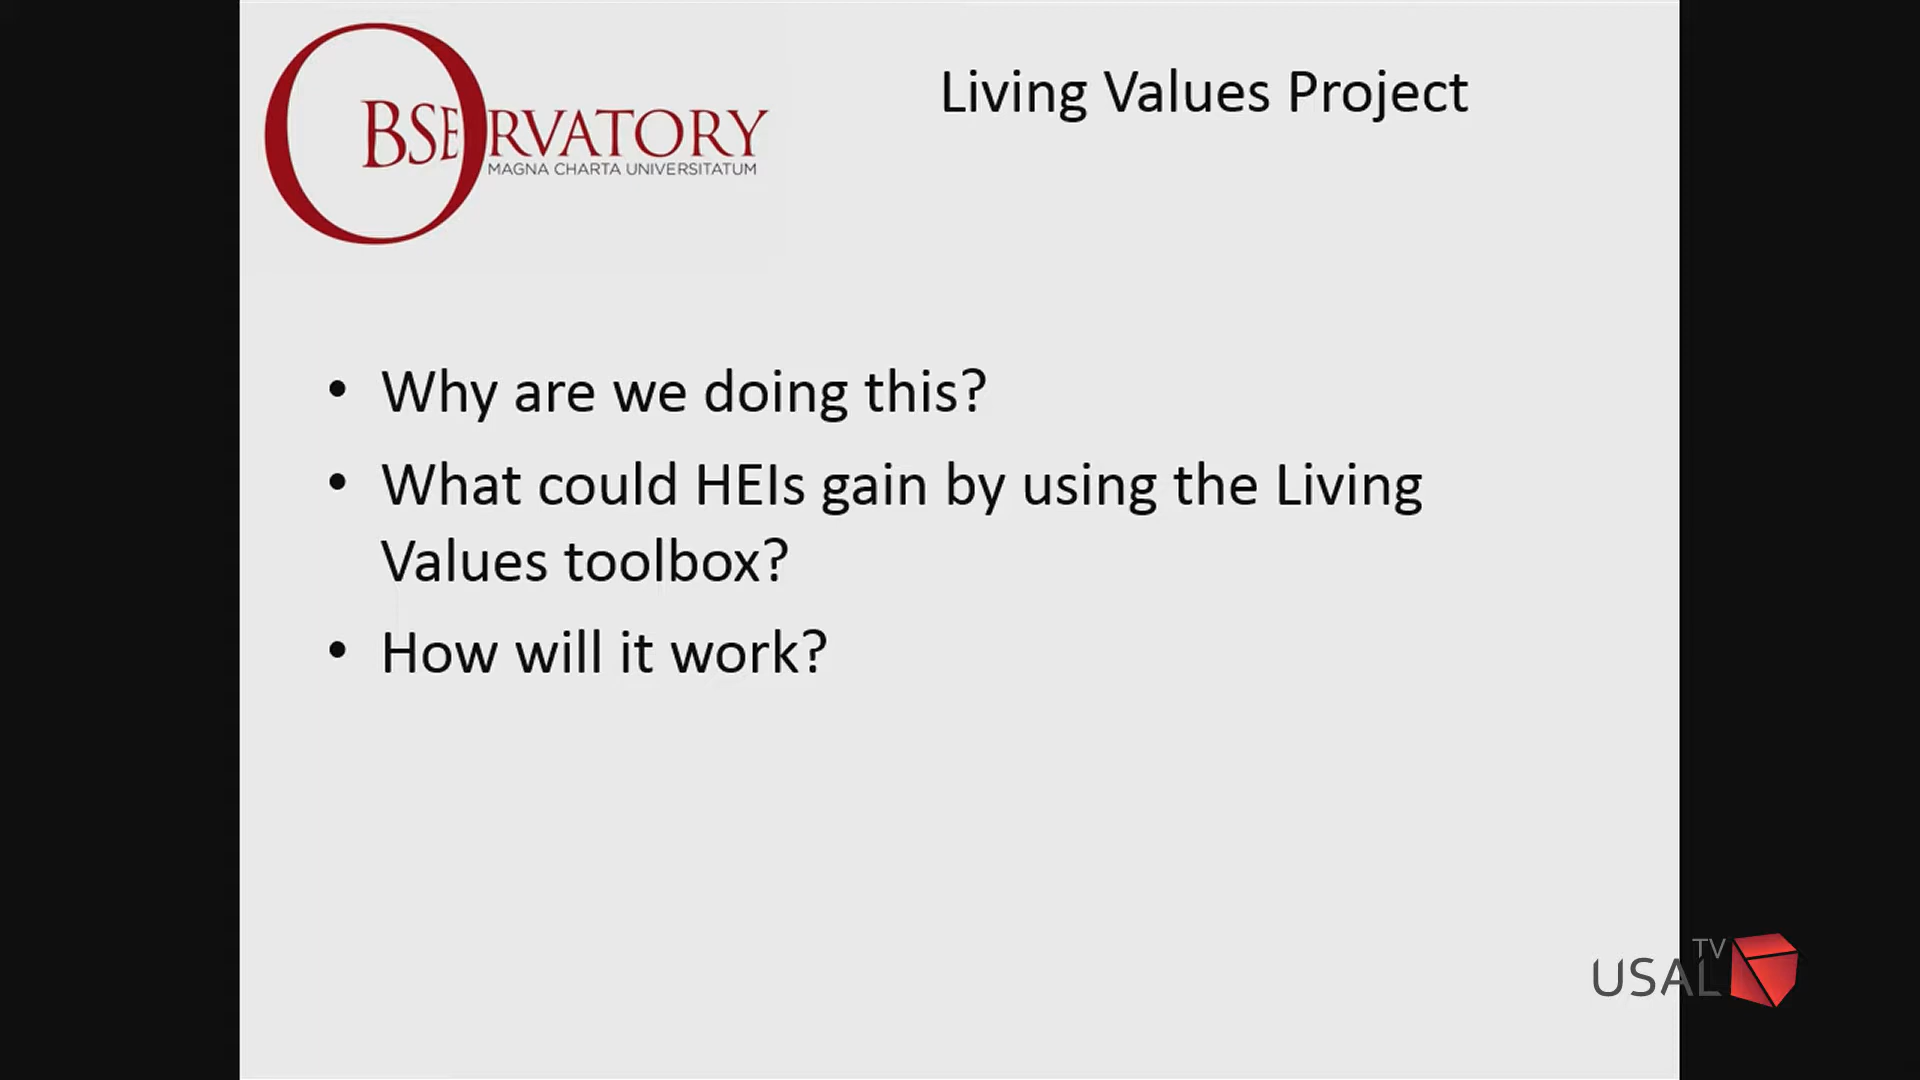 OBSERVATORY
MAGNA CHARTA UNIVERSITATUM
Living Values Project
• Why are we doing this?
• What could HEIs gain by using the Living
Values toolbox?
• How will it work?
USAL TV